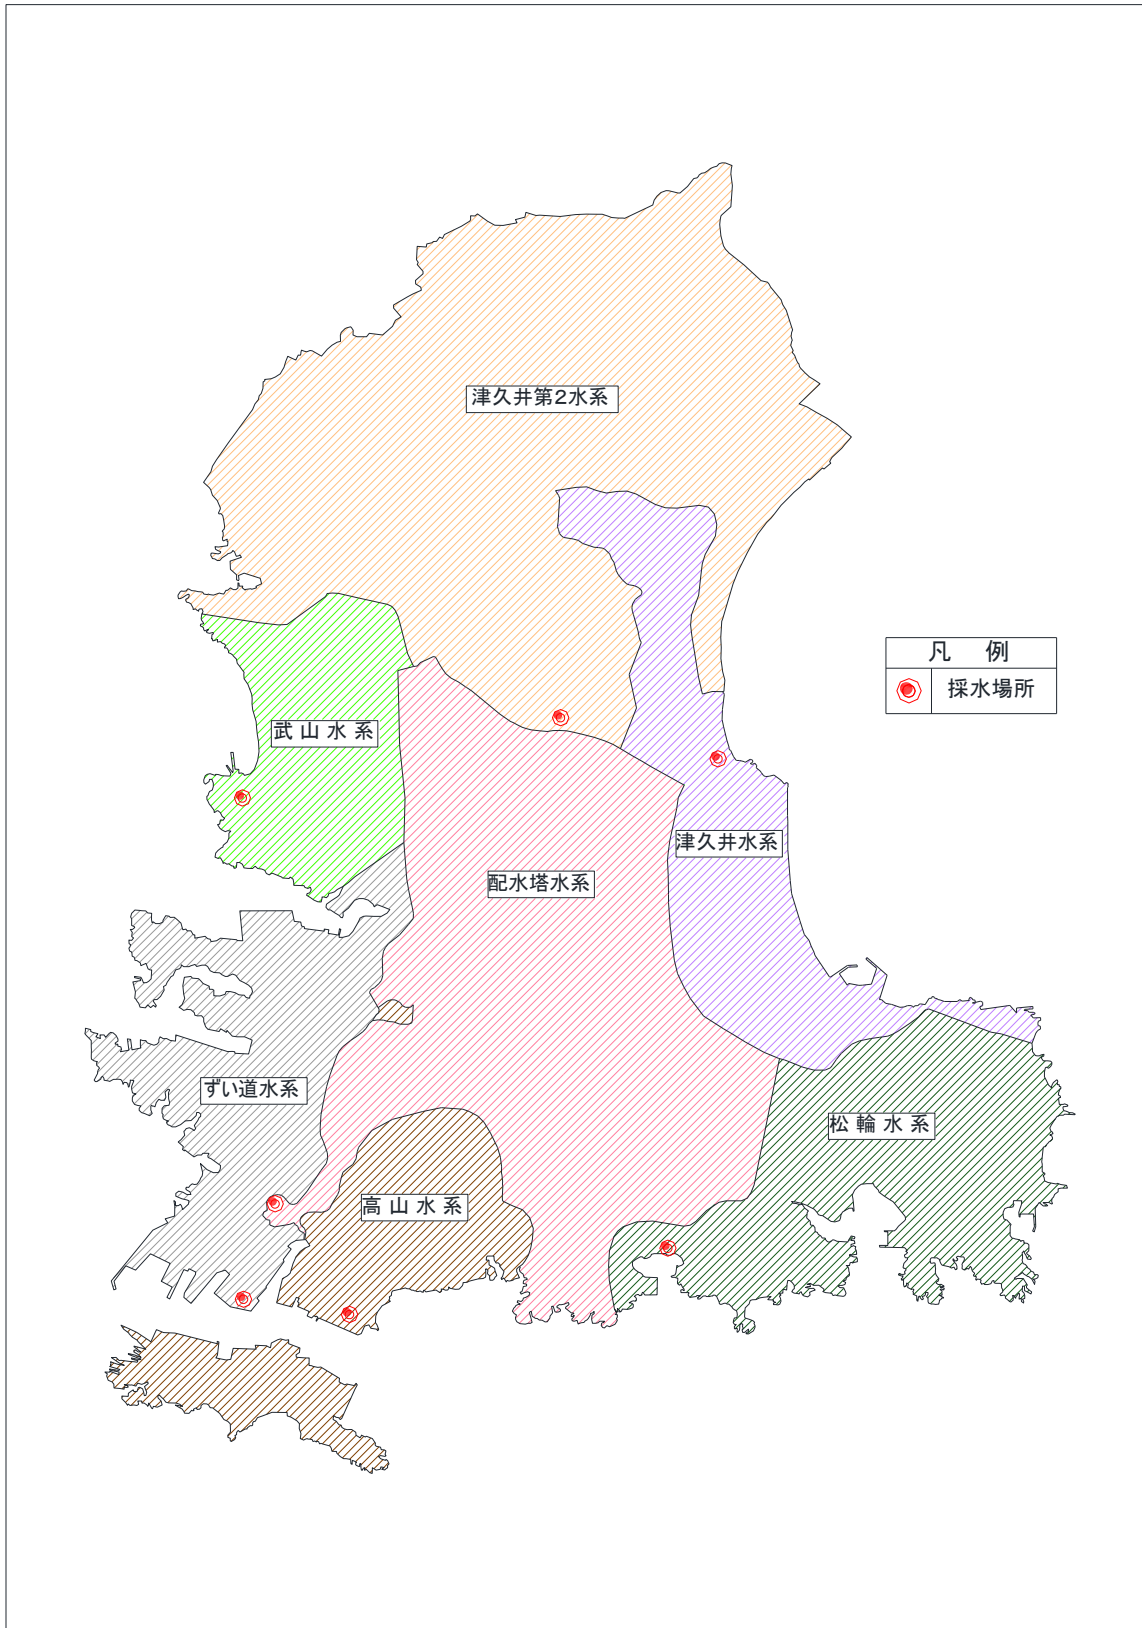 津久井第2水系
凡 例
採水場所
武山水系
津久井水系
配水塔水系
ずい道水系
松輪水系
高山水系